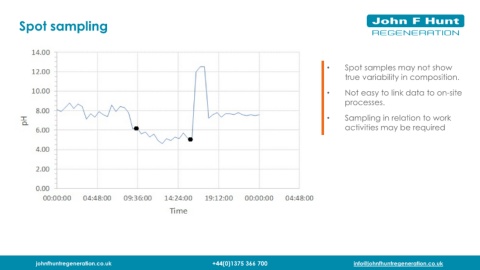 Spot sampling
John F Hunt
REGENERATION
14.00
12.00
10.00
8.00
6.00
4.00
2.00
0.00
pH
00:00:00 04:48:00 09:36:00 14:24:00 19:12:00 00:00:00 04:48:00
Time
• Spot samples may not show
true variability in composition.
• Not easy to link data to on-site
processes.
• Sampling in relation to work
activities may be required
johnfhuntregeneration.co.uk +44(0)1375 366 700 info@johnfhuntregeneration.co.uk